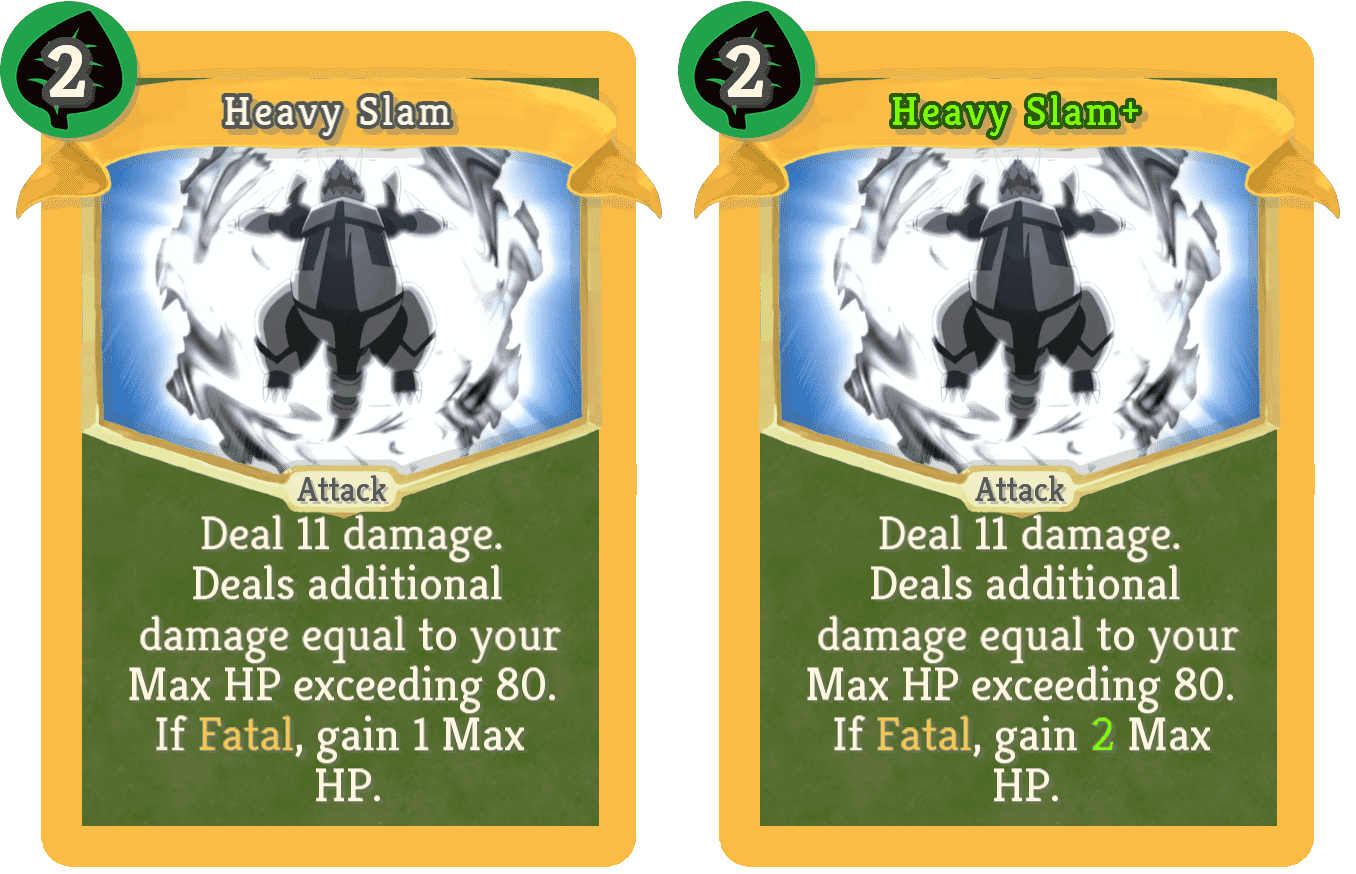 2
Heavy Slam
Attack
Deal 11 damage.
Deals additional
damage equal to your
Max HP exceeding 80.
If Fatal, gain 1 Max
HP.
2
Heavy Slam+
Attack
Deal 11 damage.
Deals additional
damage equal to your
Max HP exceeding 80.
If Fatal, gain 2 Max
HP.